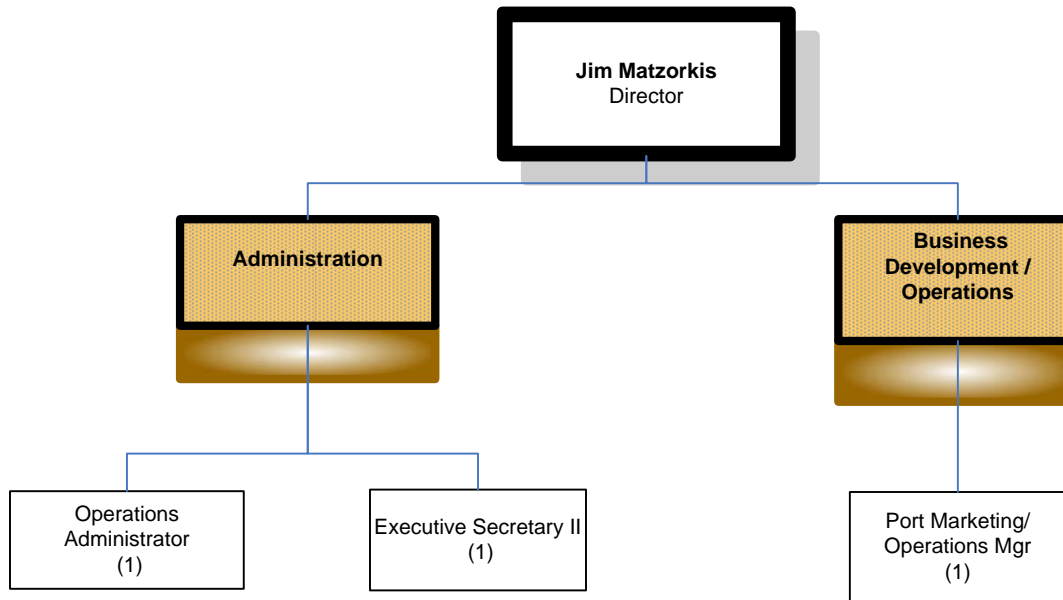 Jim Matzorkis
Director
Administration
Business
Development /
Operations
Operations
Administrator
(1)
Executive Secretary II
(1)
Port Marketing/
Operations Mgr
(1)